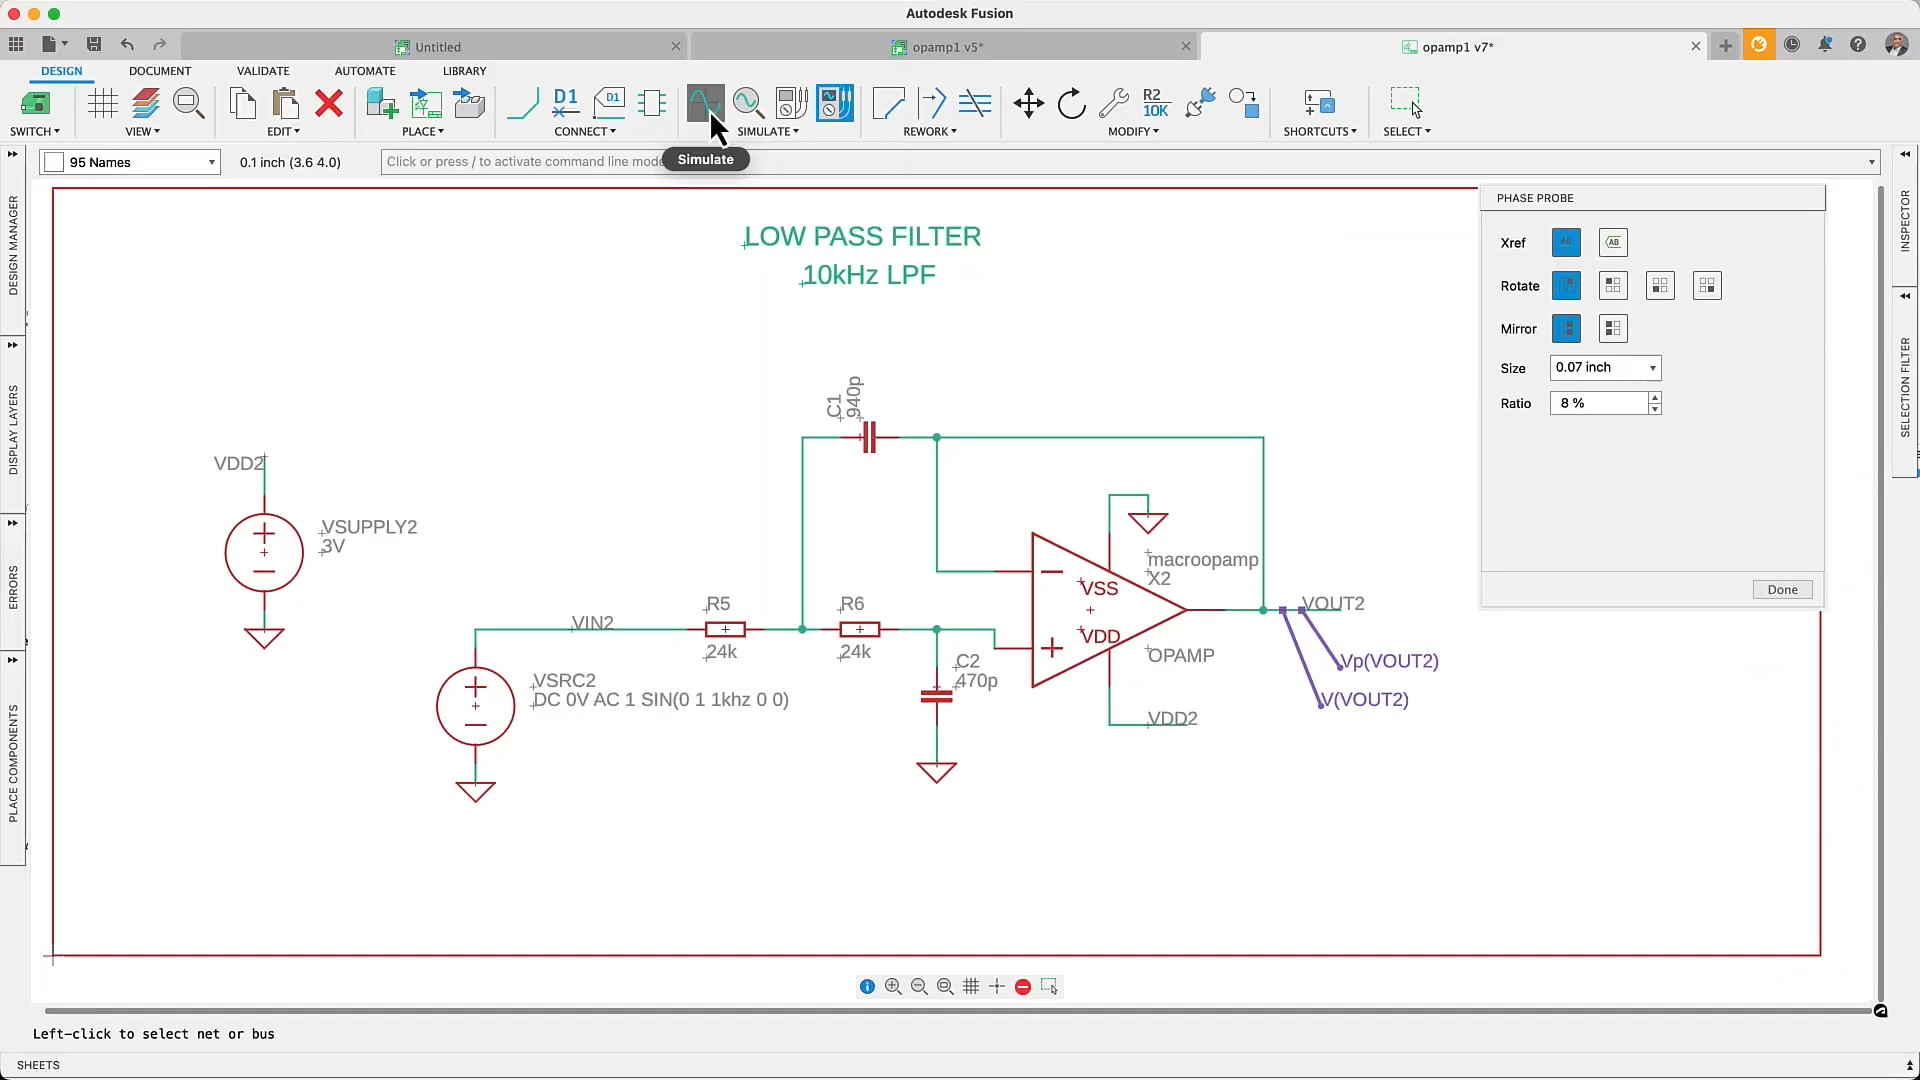 Autodesk Fusion
Untitled
opamp1 v5*
opamp1 v7*
DESIGN
DOCUMENT
VALIDATE
AUTOMATE
LIBRARY
D1
D1
R2
10K
SWITCH
VIEW
EDIT
PLACE
CONNECT
SIMULATE
REWORK
MODIFY
SHORTCUTS
SELECT
95 Names
0.1 inch (3.6 4.0)
Click or press / to activate command line mode
Simulate
DESIGN MANAGER
DISPLAY LAYERS
ERRORS
PLACE COMPONENTS
INSPECTOR
SELECTION FILTER
PHASE PROBE
Xref
AB
AB
Rotate
Mirror
Size
0.07 inch
Ratio
8 %
Done
LOW PASS FILTER
10kHz LPF
C1
940p
VDD2
VSUPPLY2
3V
VIN2
R5
24k
R6
24k
VSRC2
DC 0V AC 1 SIN(0 1 1khz 0 0)
C2
470p
VSS
VDD
macroopamp
X2
OPAMP
VDD2
VOUT2
Vp(VOUT2)
V(VOUT2)
Left-click to select net or bus
SHEETS